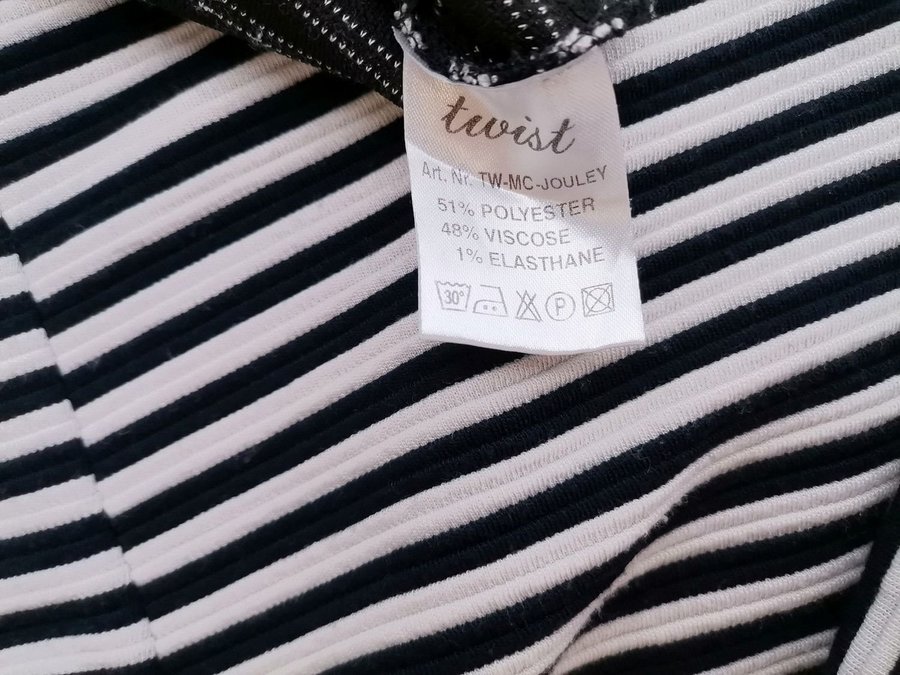 twist
Art. Nr. TW-MC-JOULEY
51% POLYESTER
48% VISCOSE
1% ELASTHANE
30° P